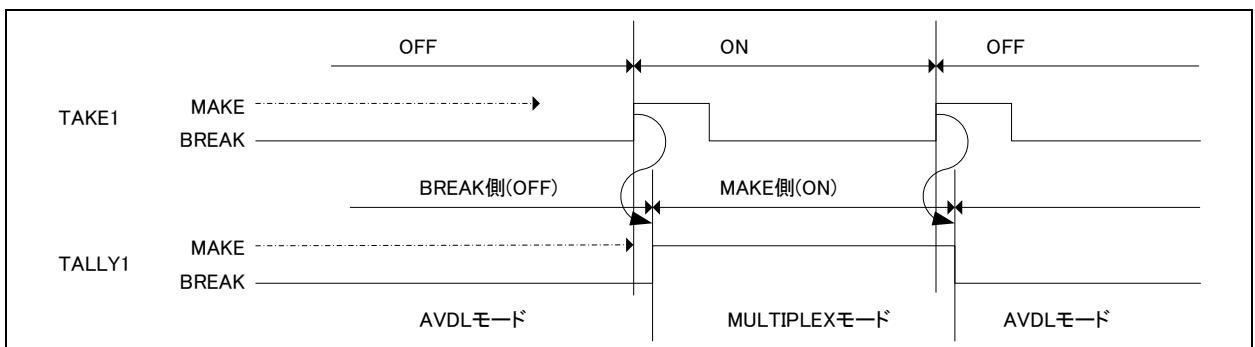 OFF ON OFF
TAKE1
MAKE
BREAK
BREAK側(OFF) MAKE側(ON)
TALLY1
MAKE
BREAK
AVDLモード MULTIPLEXモード AVDLモード